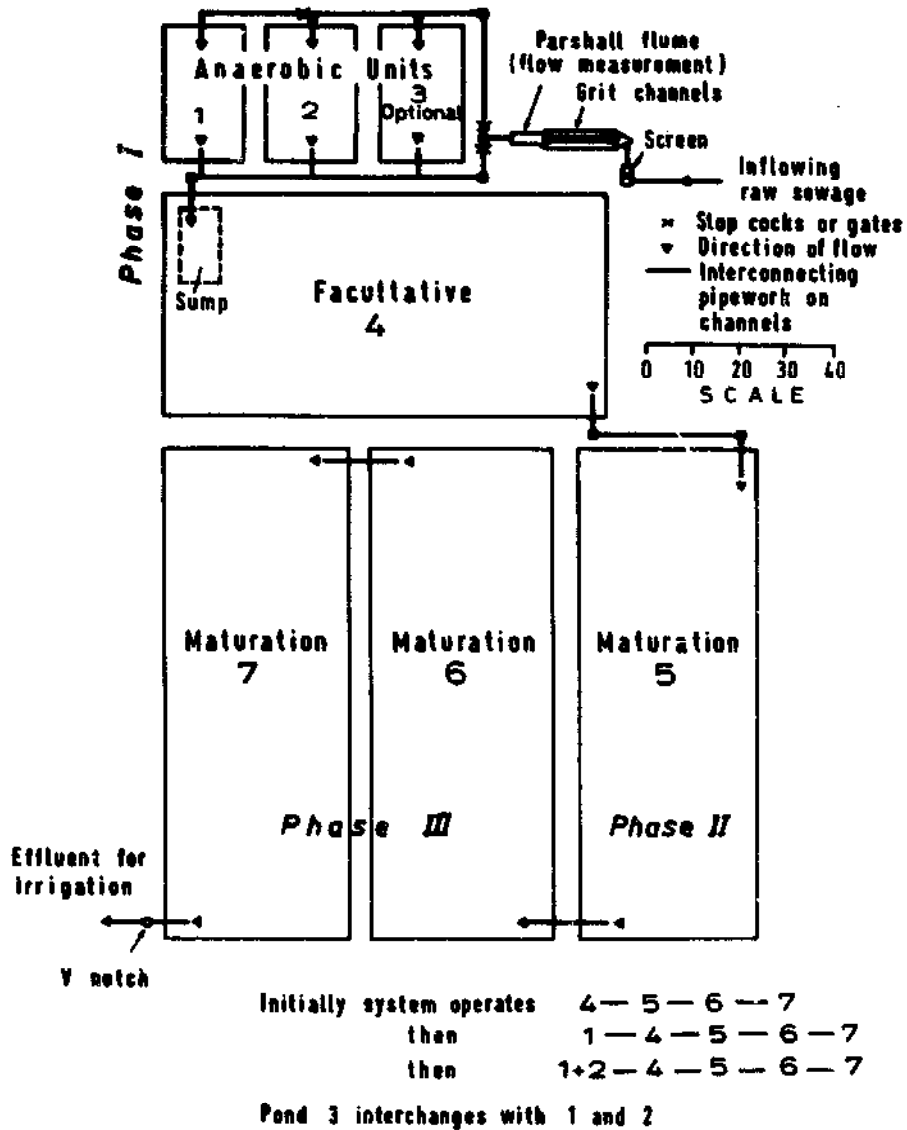 Parshall flume
(flow measurement)
Grit channels
Anaerobic Units
1
2
3
Optional
Screen
Inflowing
raw sewage
Phase I
Stop cocks or gates
Direction of flow
Interconnecting
pipework on
channels
Sump
Facultative
4
0 10 20 30 40
SCALE
Maturation
7
Maturation
6
Maturation
5
Phase III
Phase II
Effluent for
irrigation
V notch
Initially system operates 4 — 5 — 6 — 7
then 1 — 4 — 5 — 6 — 7
then 1+2 — 4 — 5 — 6 — 7
Pond 3 interchanges with 1 and 2